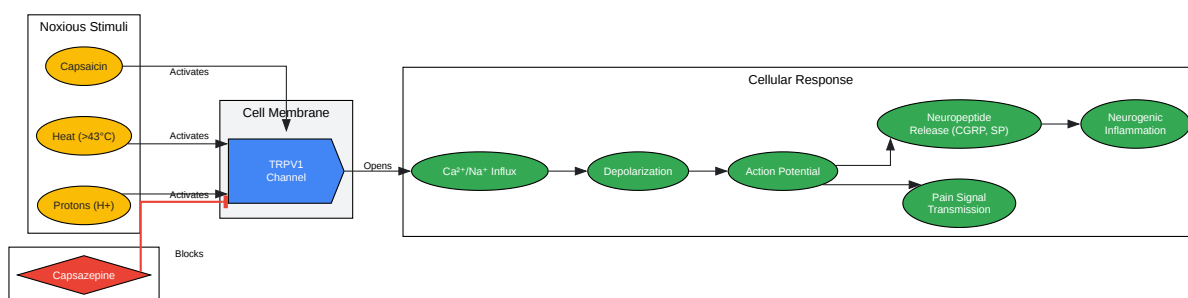 Noxious Stimuli
Capsaicin
Activates
Heat (>43°C)
Activates
Protons (H+)
Activates
Cell Membrane
TRPV1
Channel
Opens
Cellular Response
Ca²⁺/Na⁺ Influx
Depolarization
Action Potential
Neuropeptide
Release (CGRP, SP)
Neurogenic
Inflammation
Pain Signal
Transmission
Blocks
Capsazepine